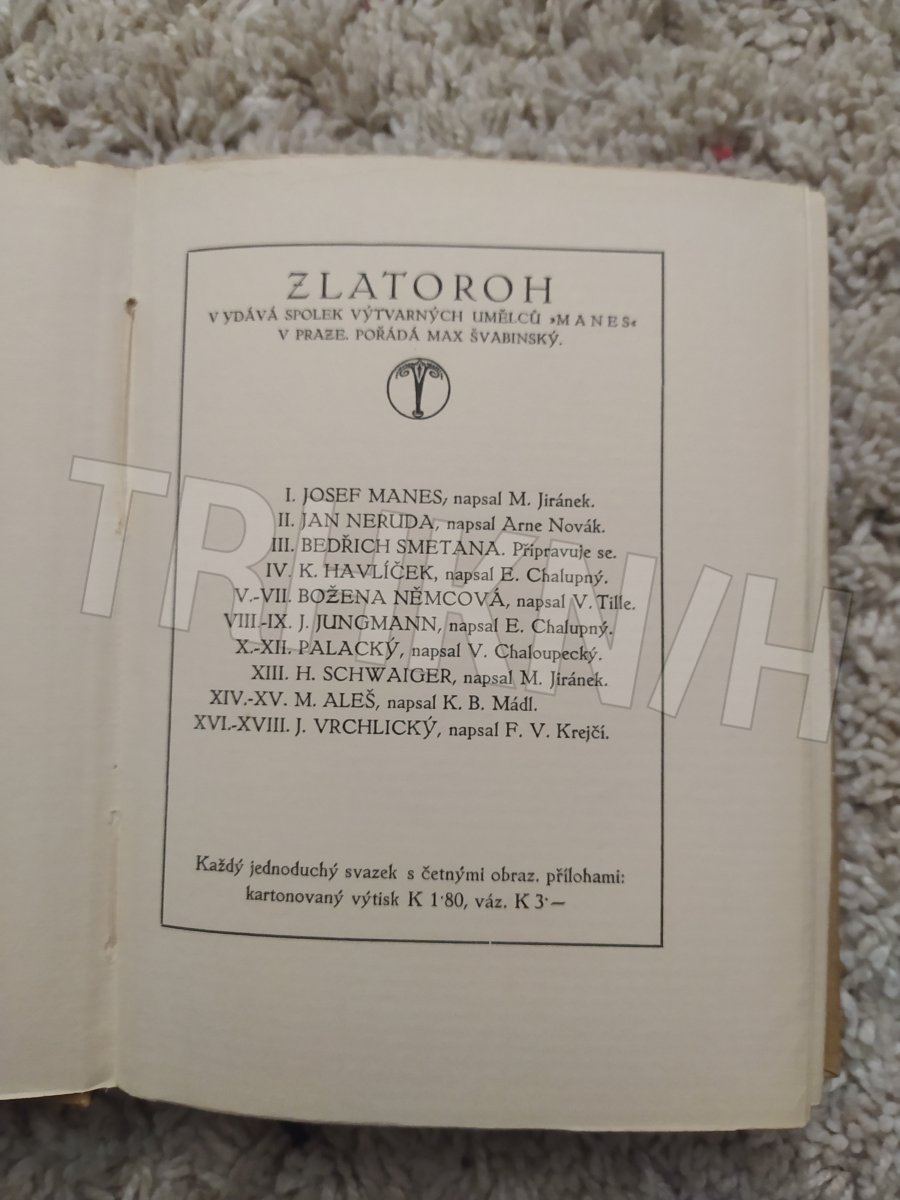 ZLATOROH
VYDÁVÁ SPOLEK VÝTVARNÝCH UMĚLCŮ »MANES«
V PRAZE. POŘÁDÁ MAX ŠVABINSKÝ.
I. JOSEF MANES, napsal M. Jiránek.
II. JAN NERUDA, napsal Arne Novák.
III. BEDŘICH SMETANA. Připravuje se.
IV. K. HAVLÍČEK, napsal E. Chalupný.
V.-VII. BOŽENA NĚMCOVÁ, napsal V. Tille.
VIII.-IX. J. JUNGMANN, napsal E. Chalupný.
X.-XII. PALACKÝ, napsal V. Chaloupecký.
XIII. H. SCHWAIGER, napsal M. Jiránek.
XIV.-XV. M. ALEŠ, napsal K. B. Mádl.
XVI.-XVIII. J. VRCHLICKÝ, napsal F. V. Krejčí.
Každý jednoduchý svazek s četnými obraz. přílohami:
kartonovaný výtisk K 1·80, váz. K 3·—